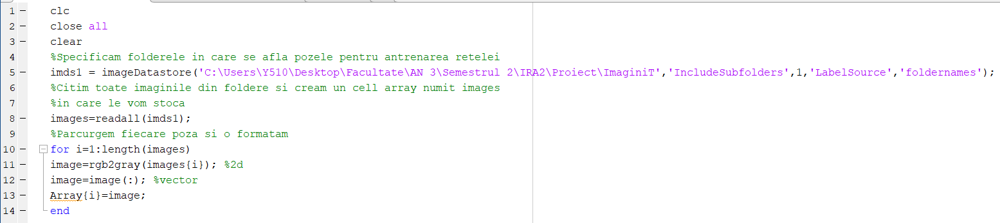 1 – clc
2 – close all
3 – clear
4 %Specificam folderele in care se afla pozele pentru antrenarea retelei
5 – imds1 = imageDatastore('C:\Users\Y510\Desktop\Facultate\AN 3\Semestrul 2\IRA2\Proiect\ImaginiT','IncludeSubfolders',1,'LabelSource','foldernames');
6 %Citim toate imaginile din foldere si cream un cell array numit images
7 %in care le vom stoca
8 – images=readall(imds1);
9 %Parcurgem fiecare poza si o formatam
10 – for i=1:length(images)
11 – image=rgb2gray(images{i}); %2d
12 – image=image(:); %vector
13 – Array{i}=image;
14 – end